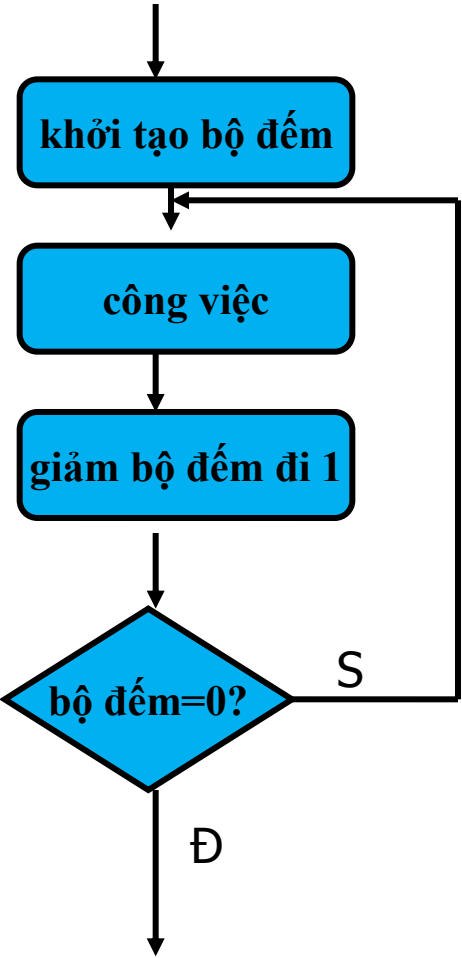 khởi tạo bộ đếm
công việc
giảm bộ đếm đi 1
bộ đếm=0?
S
Đ